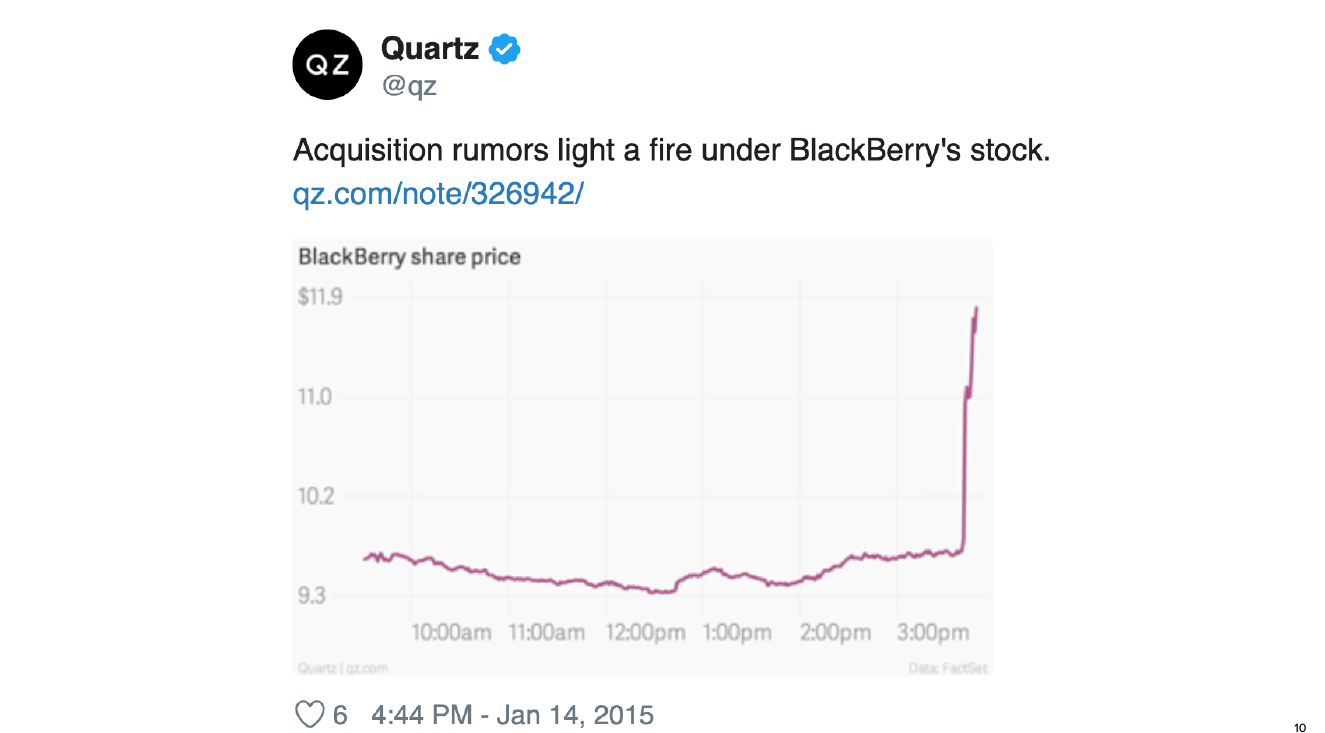 QZ
Quartz
@qz
Acquisition rumors light a fire under BlackBerry's stock.
qz.com/note/326942/
BlackBerry share price
$11.9
11.0
10.2
9.3
10:00am 11:00am 12:00pm 1:00pm 2:00pm 3:00pm
Quartz | qz.com Data: FactSet
6 4:44 PM - Jan 14, 2015
10